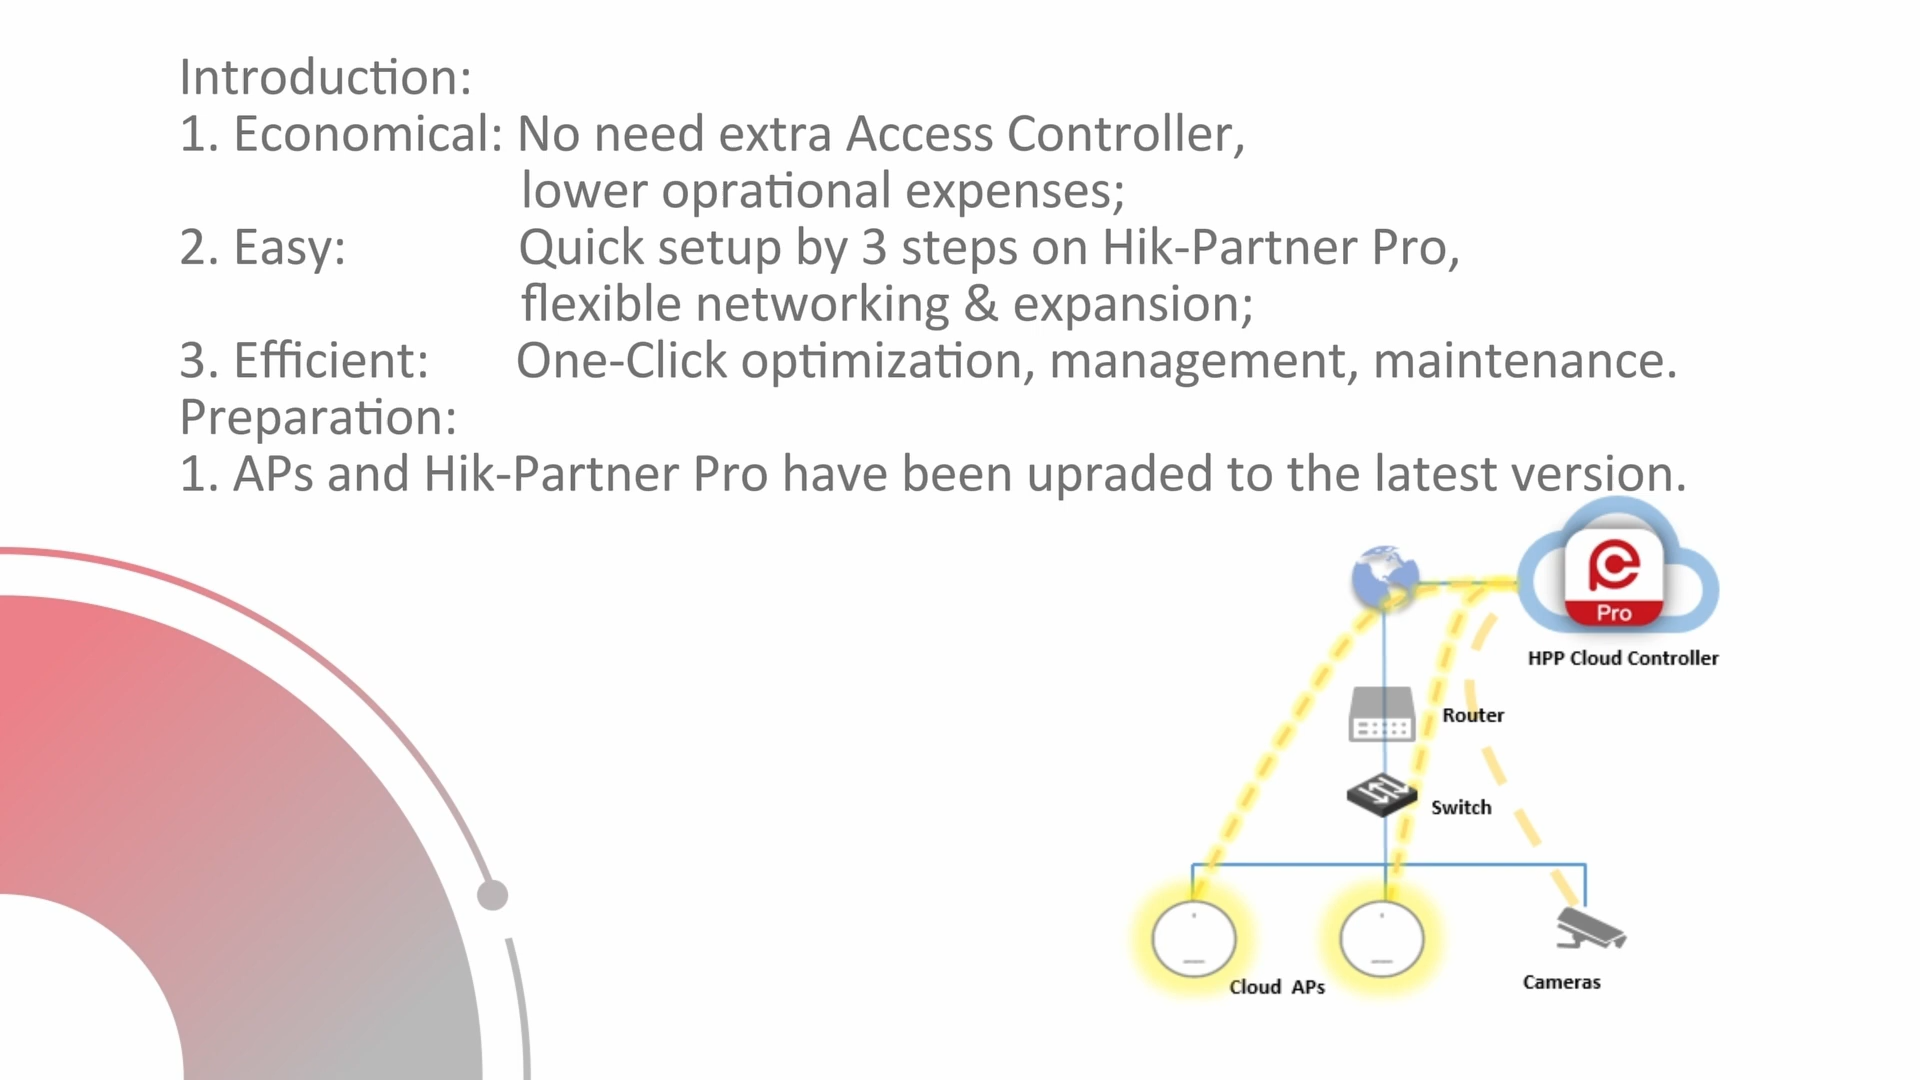 Introduction:
1. Economical: No need extra Access Controller,
lower oprational expenses;
2. Easy: Quick setup by 3 steps on Hik-Partner Pro,
flexible networking & expansion;
3. Efficient: One-Click optimization, management, maintenance.
Preparation:
1. APs and Hik-Partner Pro have been upraded to the latest version.
Pro
HPP Cloud Controller
Router
Switch
Cloud APs
Cameras